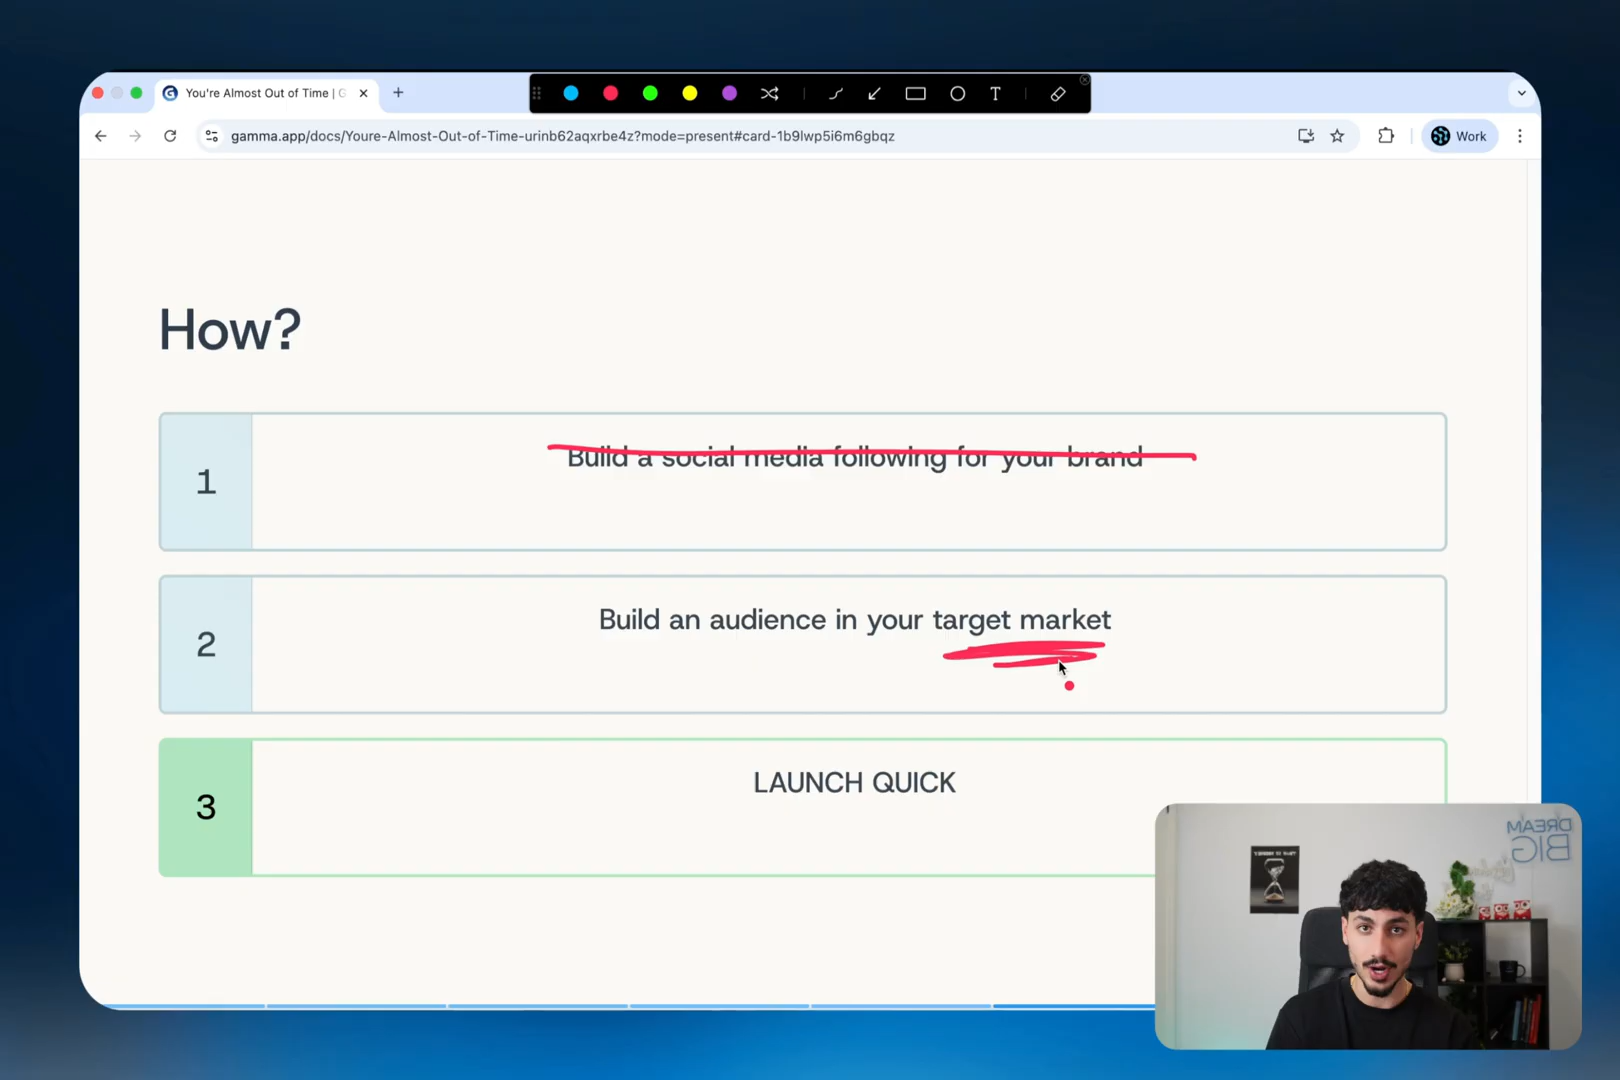 You're Almost Out of Time | G
T
gamma.app/docs/Youre-Almost-Out-of-Time-urinb62aqxrbe4z?mode=present#card-1b9lwp5i6m6gbqz
Work
How?
1
Build a social media following for your brand
2
Build an audience in your target market
3
LAUNCH QUICK
DREAM
BIG